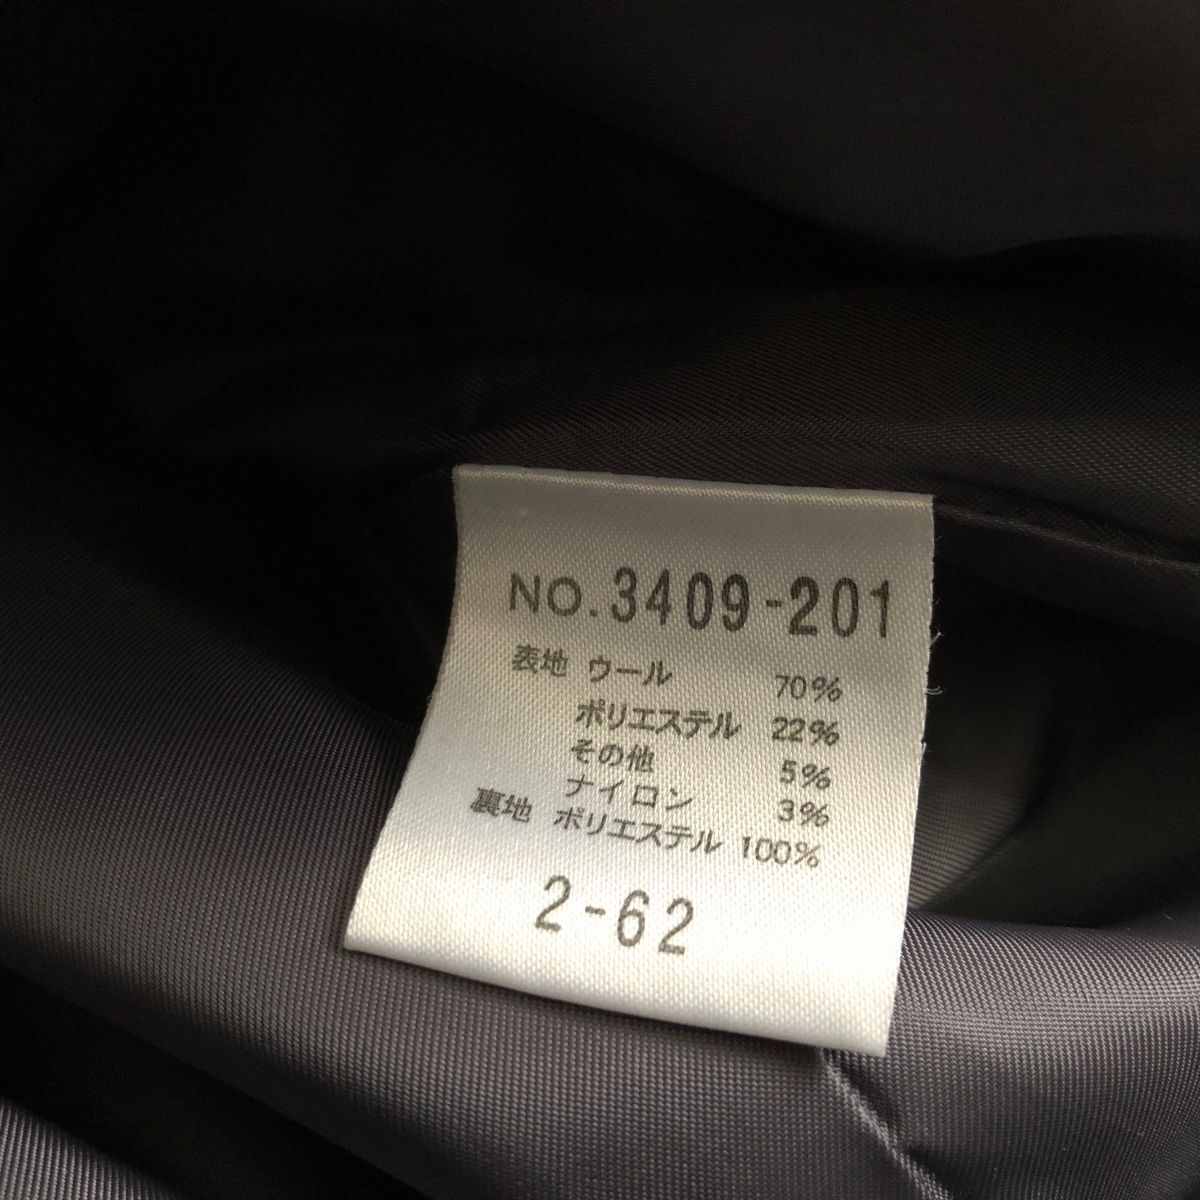 NO.3409-201
表地 ウール 70%
ポリエステル 22%
その他 5%
ナイロン 3%
裏地 ポリエステル 100%
2-62